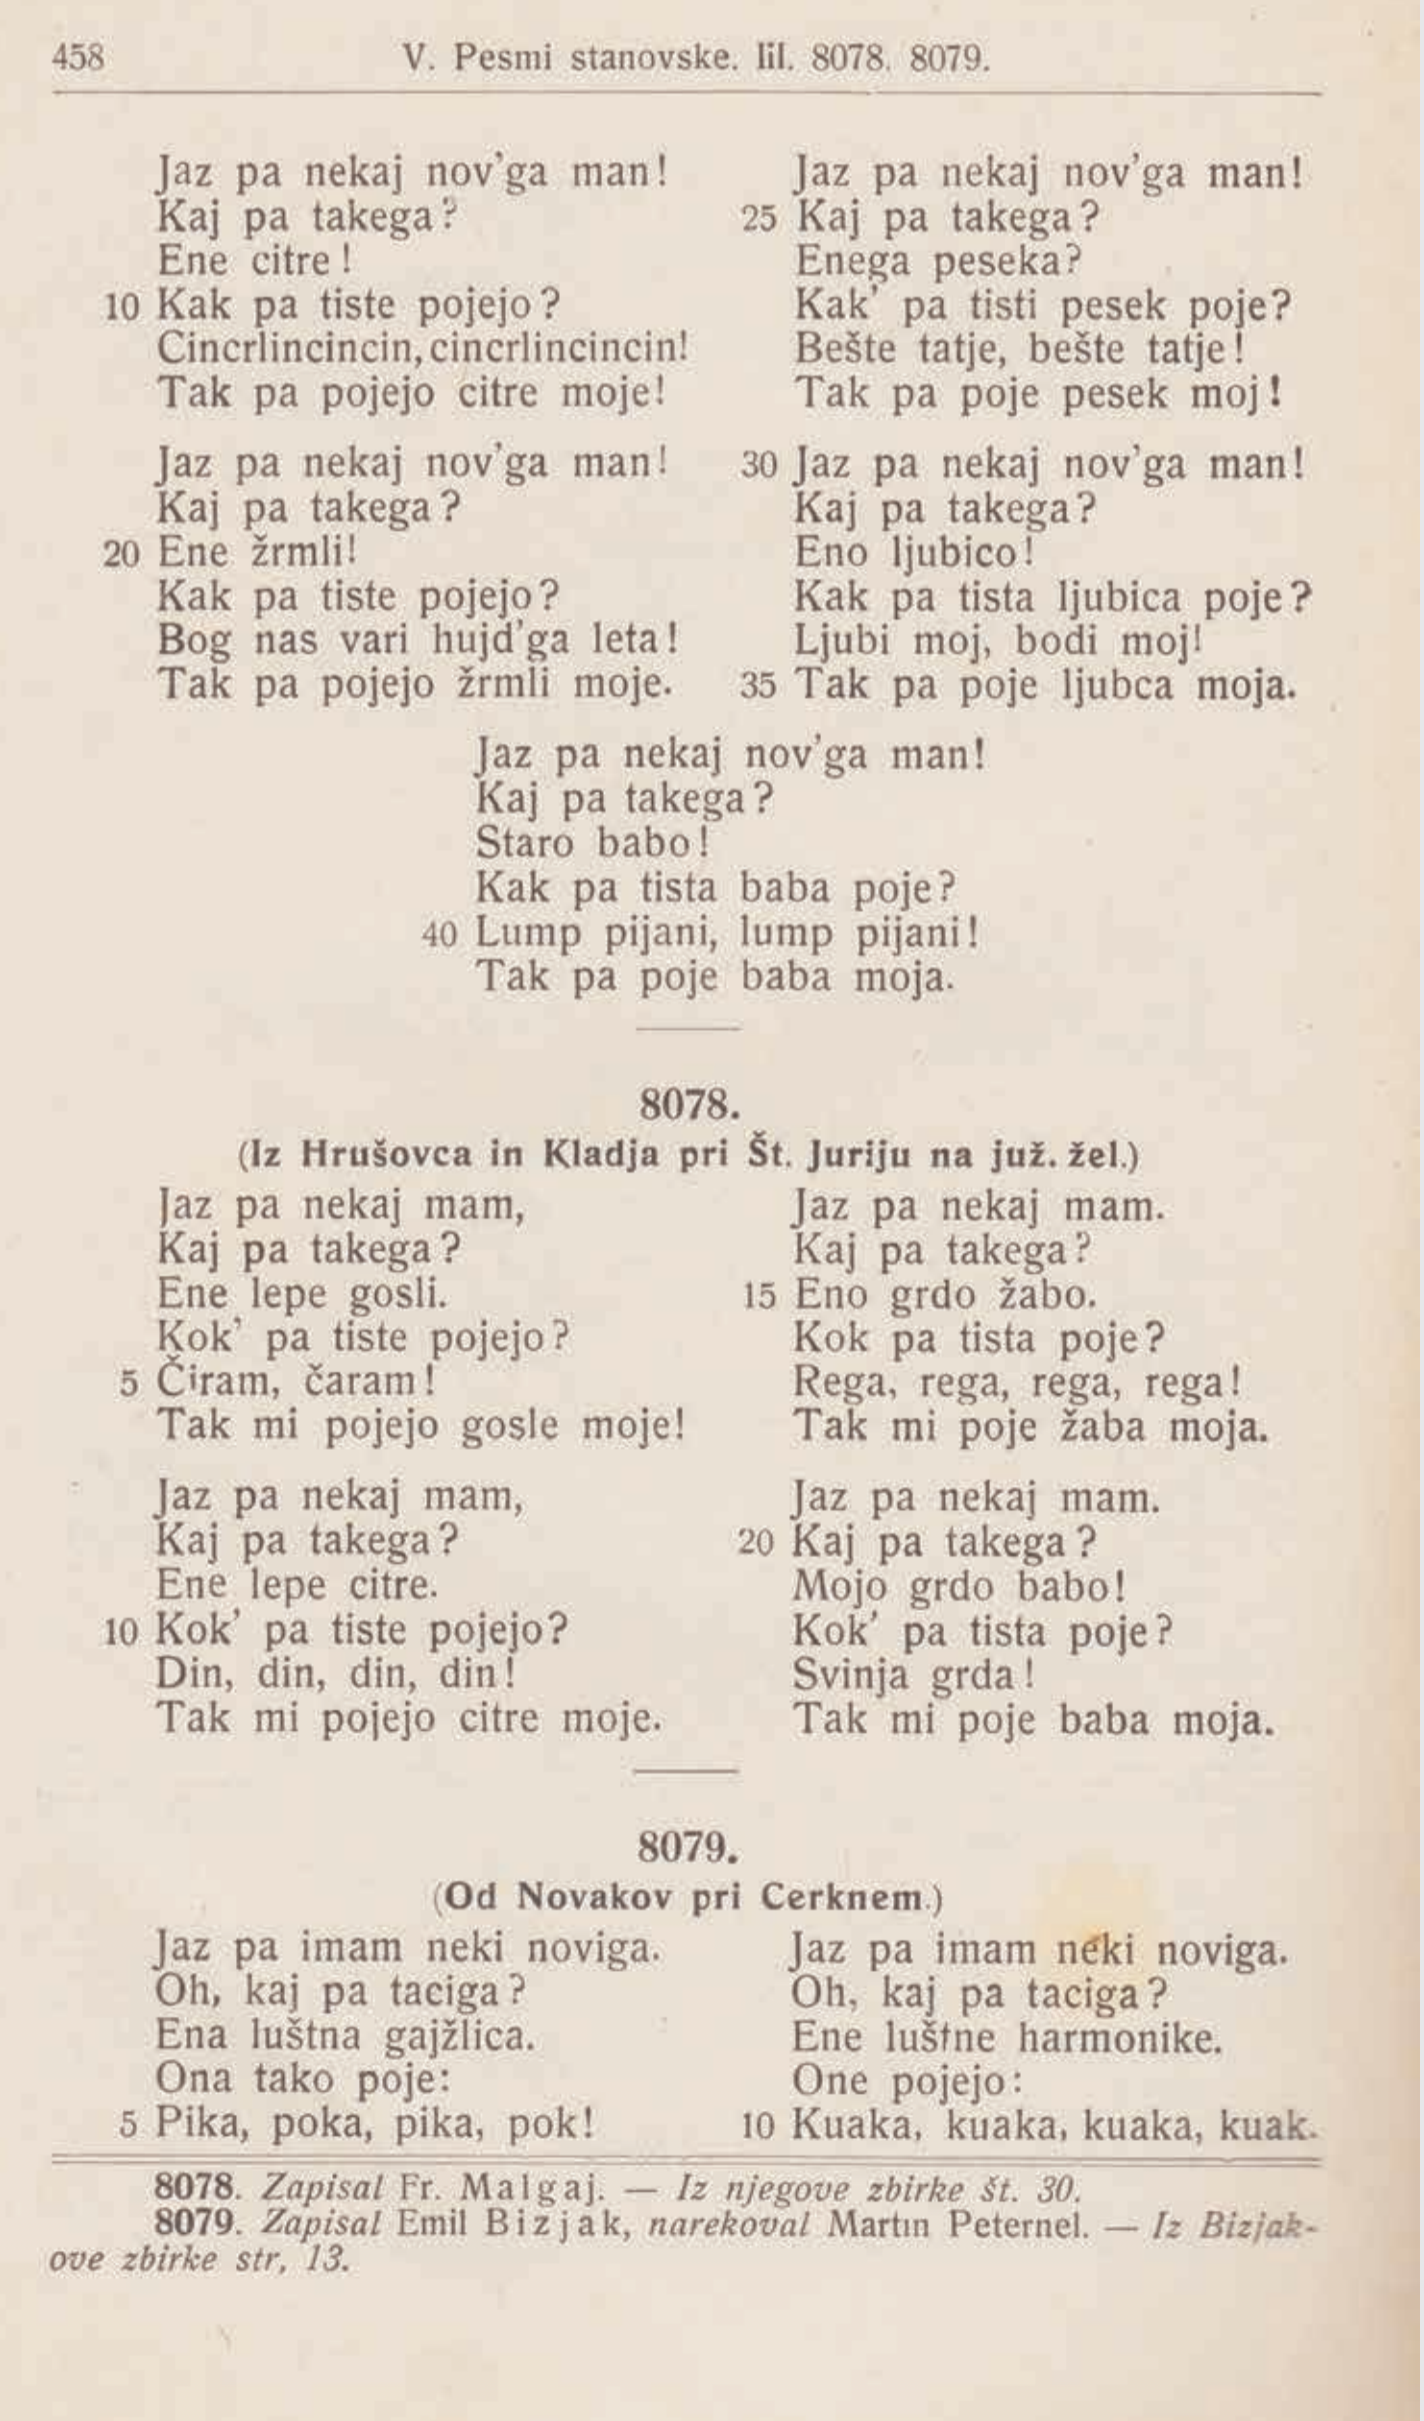 458
V. Pesmi stanovske. III. 8078. 8079.
Jaz pa nekaj nov'ga man!
Kaj pa takega?
Ene citre!
10 Kak pa tiste pojejo?
Cincrlincincin, cincrlincincin!
Tak pa pojejo citre moje!
Jaz pa nekaj nov'ga man!
Kaj pa takega?
20 Ene žrmli!
Kak pa tiste pojejo?
Bog nas vari hujd'ga leta!
Tak pa pojejo žrmli moje.
Jaz pa nekaj nov'ga man!
25 Kaj pa takega?
Enega peseka?
Kak' pa tisti pesek poje?
Bešte tatje, bešte tatje!
Tak pa poje pesek moj!
30 Jaz pa nekaj nov'ga man!
Kaj pa takega?
Eno ljubico!
Kak pa tista ljubica poje?
Ljubi moj, bodi moj!
35 Tak pa poje ljubca moja.
Jaz pa nekaj nov'ga man!
Kaj pa takega?
Staro babo!
Kak pa tista baba poje?
40 Lump pijani, lump pijani!
Tak pa poje baba moja.
8078.
(Iz Hrušovca in Kladja pri Št. Juriju na juž. žel.)
Jaz pa nekaj mam,
Kaj pa takega?
Ene lepe gosli.
Kok' pa tiste pojejo?
5 Čiram, čaram!
Tak mi pojejo gosle moje!
Jaz pa nekaj mam,
Kaj pa takega?
Ene lepe citre.
10 Kok' pa tiste pojejo?
Din, din, din, din!
Tak mi pojejo citre moje.
Jaz pa nekaj mam.
Kaj pa takega?
15 Eno grdo žabo.
Kok pa tista poje?
Rega, rega, rega, rega!
Tak mi poje žaba moja.
Jaz pa nekaj mam.
20 Kaj pa takega?
Mojo grdo babo!
Kok' pa tista poje?
Svinja grda!
Tak mi poje baba moja.
8079.
(Od Novakov pri Cerknem.)
Jaz pa imam neki noviga.
Oh, kaj pa taciga?
Ena luštna gajžlica.
Ona tako poje:
5 Pika, poka, pika, pok!
Jaz pa imam neki noviga.
Oh, kaj pa taciga?
Ene luštne harmonike.
One pojejo:
10 Kuaka, kuaka, kuaka, kuak.
8078. Zapisal Fr. Malgaj. — Iz njegove zbirke št. 30.
8079. Zapisal Emil Bizjak, narekoval Martin Peternel. — Iz Bizjak-
ove zbirke str, 13.